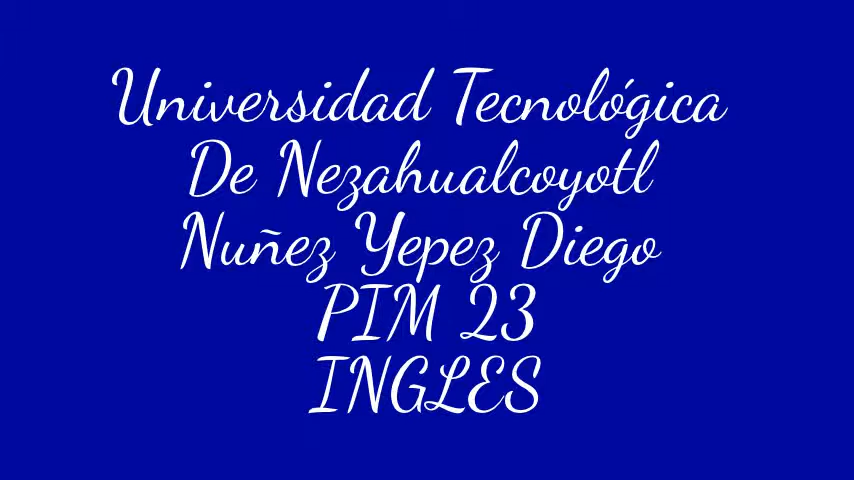 Universidad Tecnológica
De Nezahualcoyotl
Nuñez Yepez Diego
PIM 23
INGLES